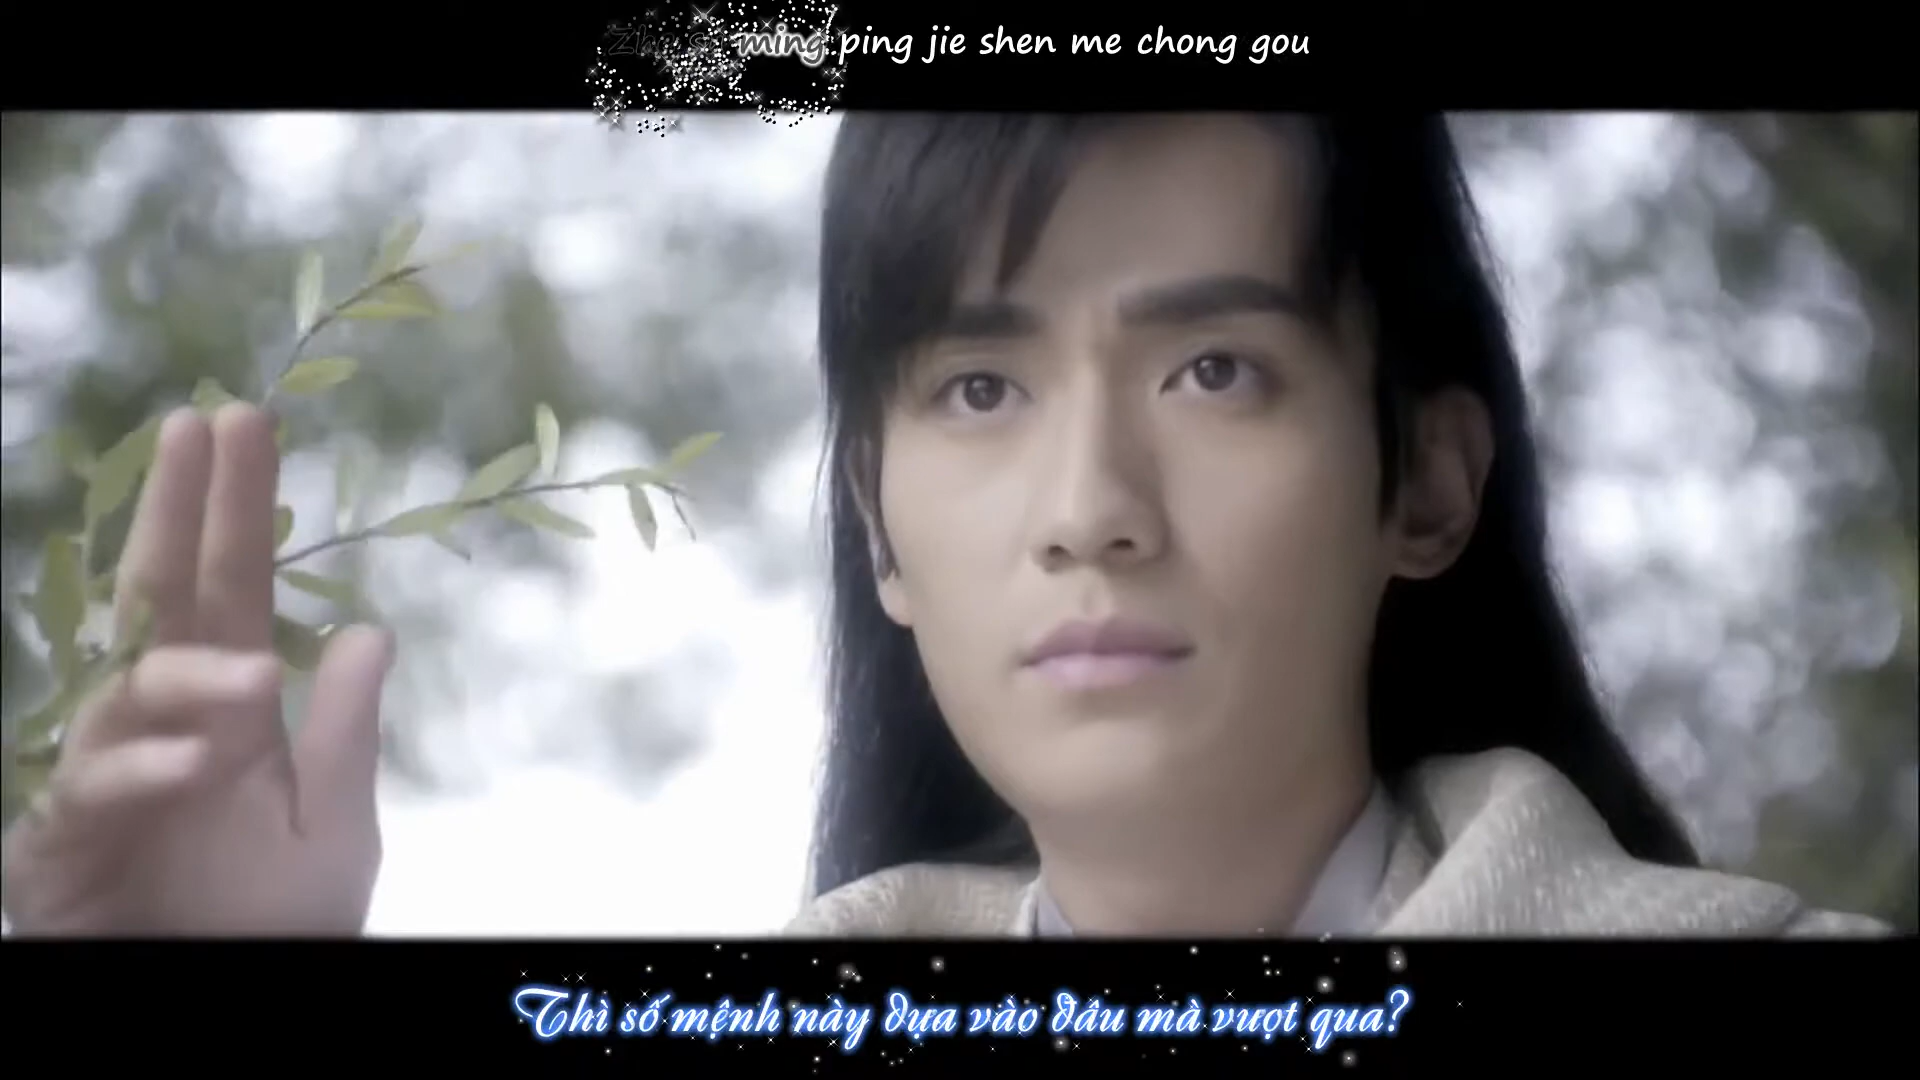 ming ping jie shen me chong gou
Thì số mệnh này dựa vào đâu mà vượt qua?